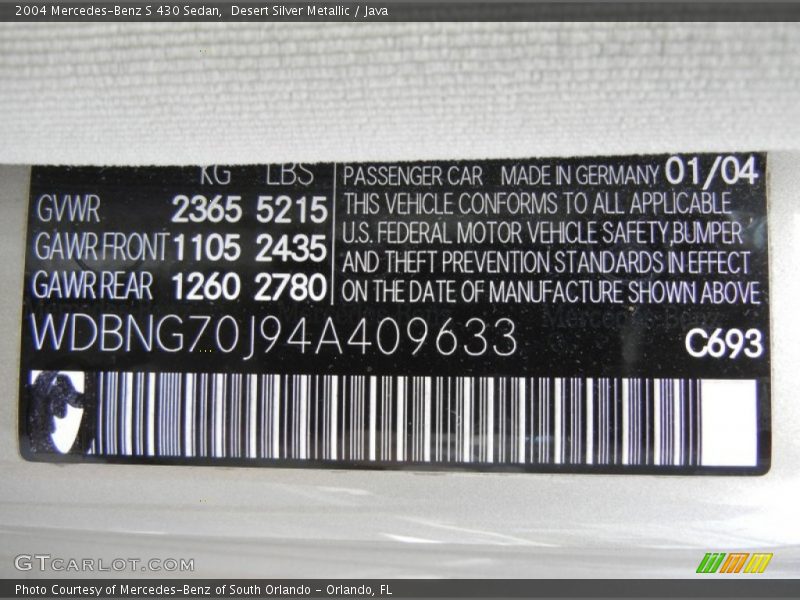 2004 Mercedes-Benz S 430 Sedan,  Desert Silver Metallic / Java
KG LBS
GVWR 2365 5215
GAWR FRONT 1105 2435
GAWR REAR 1260 2780
PASSENGER CAR MADE IN GERMANY 01/04
THIS VEHICLE CONFORMS TO ALL APPLICABLE
U.S. FEDERAL MOTOR VEHICLE SAFETY,BUMPER
AND THEFT PREVENTION STANDARDS IN EFFECT
ON THE DATE OF MANUFACTURE SHOWN ABOVE
WDBNG70J94A409633
C693
GTCARLOT.COM
Photo Courtesy of Mercedes-Benz of South Orlando - Orlando, FL